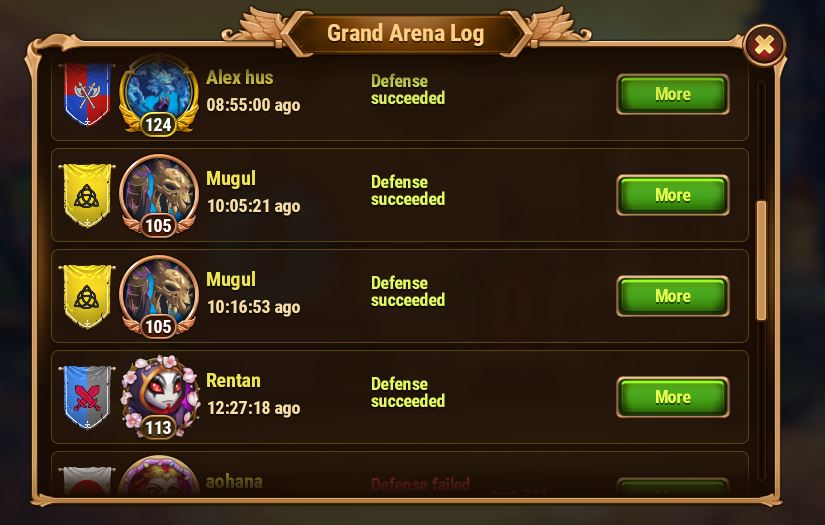 Grand Arena Log
Alex hus
08:55:00 ago
124
Defense
succeeded
More
Mugul
10:05:21 ago
105
Defense
succeeded
More
Mugul
10:16:53 ago
105
Defense
succeeded
More
Rentan
12:27:18 ago
113
Defense
succeeded
More
aohana
Defense failed